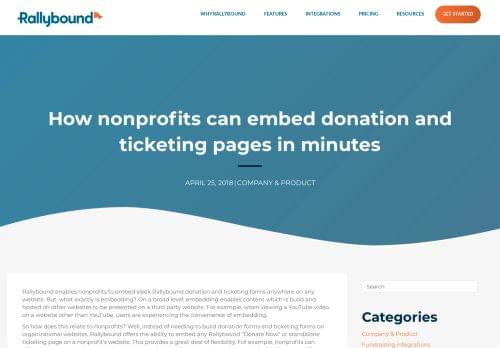 Rallybound
WHY RALLYBOUND
FEATURES
INTEGRATIONS
PRICING
RESOURCES
GET STARTED
How nonprofits can embed donation and
ticketing pages in minutes
APRIL 25, 2018 | COMPANY & PRODUCT
Rallybound enables nonprofits to embed sleek Rallybound donation and ticketing forms anywhere on any
website. But, what exactly is embedding? On a broad level, embedding enables content which is build and
hosted on other websites to be presented on a third party website. For example, when viewing a YouTube video
on a website other than YouTube, users are experiencing the convenience of embedding.
So how does this relate to nonprofits? Well, instead of needing to build donation forms and ticketing forms on
organizational websites, Rallybound offers the ability to embed any Rallybound "Donate Now" or standalone
ticketing page on a nonprofit's website. This provides a great deal of flexibility. For example, nonprofits can
Search
Categories
Company & Product
Fundraising Integrations